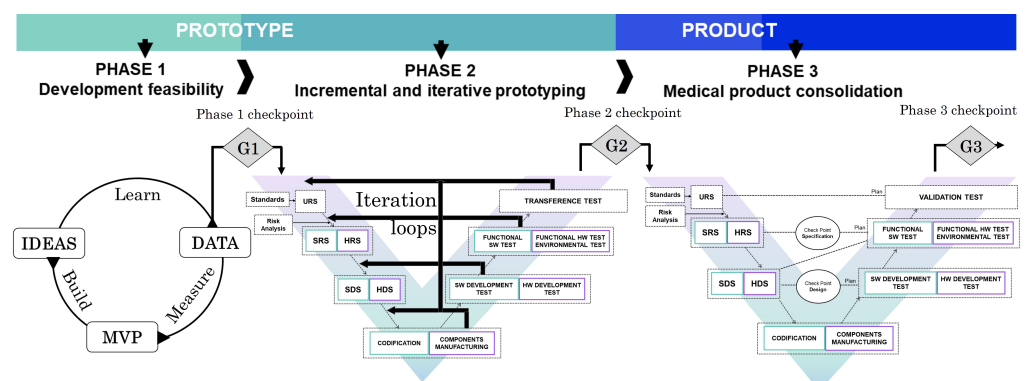 PROTOTYPE
PRODUCT
PHASE 1
Development feasibility
PHASE 2
Incremental and iterative prototyping
PHASE 3
Medical product consolidation
Phase 1 checkpoint
G1
Phase 2 checkpoint
G2
Phase 3 checkpoint
G3
Learn
IDEAS
DATA
Build
Measure
MVP
Standards
URS
Risk
Analysis
SRS
HRS
SDS
HDS
CODIFICATION
COMPONENTS
MANUFACTURING
Iteration
loops
TRANSFERENCE TEST
FUNCTIONAL
SW TEST
FUNCTIONAL HW TEST
ENVIRONMENTAL TEST
SW DEVELOPMENT
TEST
HW DEVELOPMENT
TEST
Standards
URS
Risk
Analysis
SRS
HRS
SDS
HDS
CODIFICATION
COMPONENTS
MANUFACTURING
Check Point
Specification
Check Point
Design
Plan
Plan
Plan
VALIDATION TEST
FUNCTIONAL
SW TEST
FUNCTIONAL HW TEST
ENVIRONMENTAL TEST
SW DEVELOPMENT
TEST
HW DEVELOPMENT
TEST